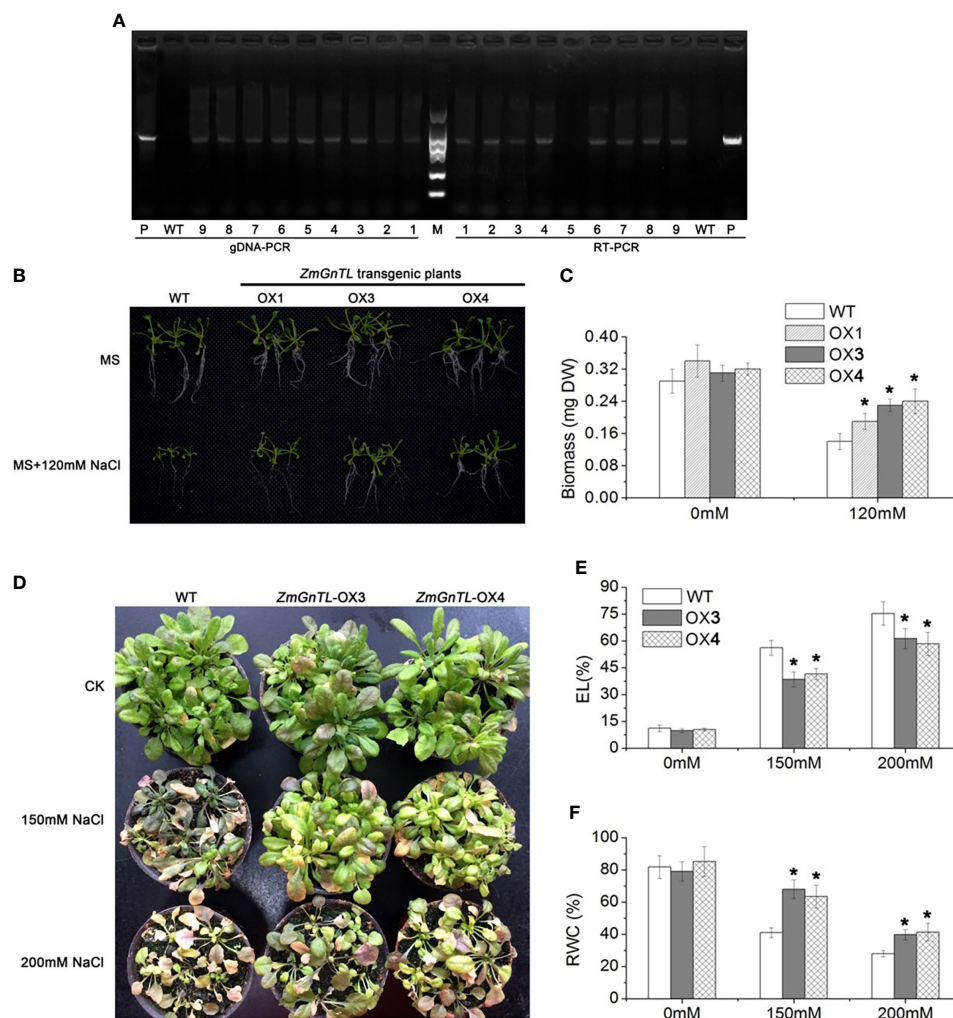 A
P WT 9 8 7 6 5 4 3 2 1 M 1 2 3 4 5 6 7 8 9 WT P
gDNA-PCR RT-PCR
B
ZmGnTL transgenic plants
WT OX1 OX3 OX4
MS
MS+120mM NaCl
C
WT
OX1
OX3
OX4
Biomass (mg DW)
0.40
0.32
0.24
0.16
0.08
0.00
* * *
0mM 120mM
D
WT ZmGnTL-OX3 ZmGnTL-OX4
CK
150mM NaCl
200mM NaCl
E
WT
OX3
OX4
EL(%)
90
75
60
45
30
15
0
* * * *
0mM 150mM 200mM
F
RWC (%)
100
80
60
40
20
0
* * * *
0mM 150mM 200mM